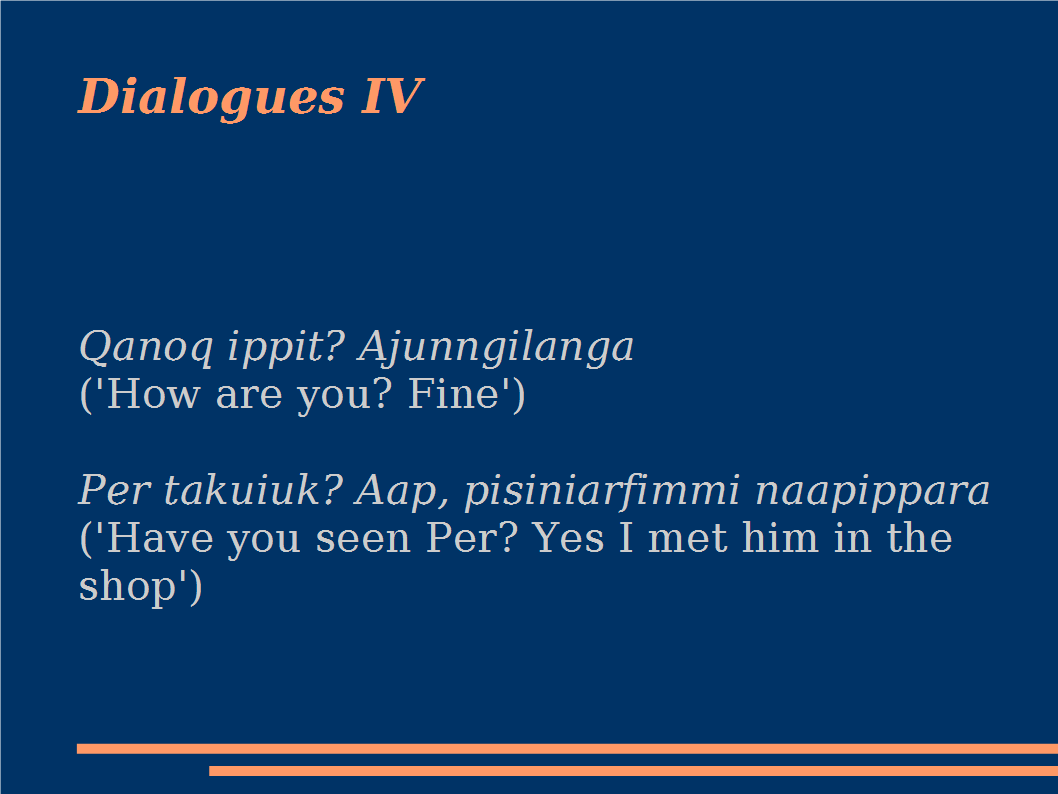 Dialogues IV
Qanoq ippit? Ajunngilanga
('How are you? Fine')
Per takuiuk? Aap, pisiniarfimmi naapippara
('Have you seen Per? Yes I met him in the
shop')